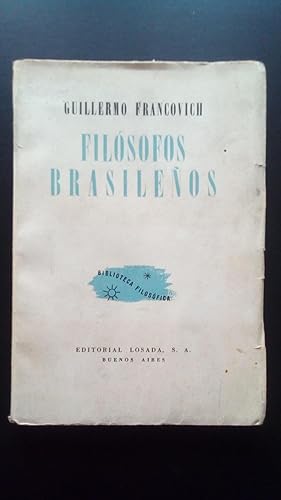 GUILLERMO FRANCOVICH
FILÓSOFOS
BRASILEÑOS
BIBLIOTECA FILOSÓFICA
EDITORIAL LOSADA, S. A.
BUENOS AIRES